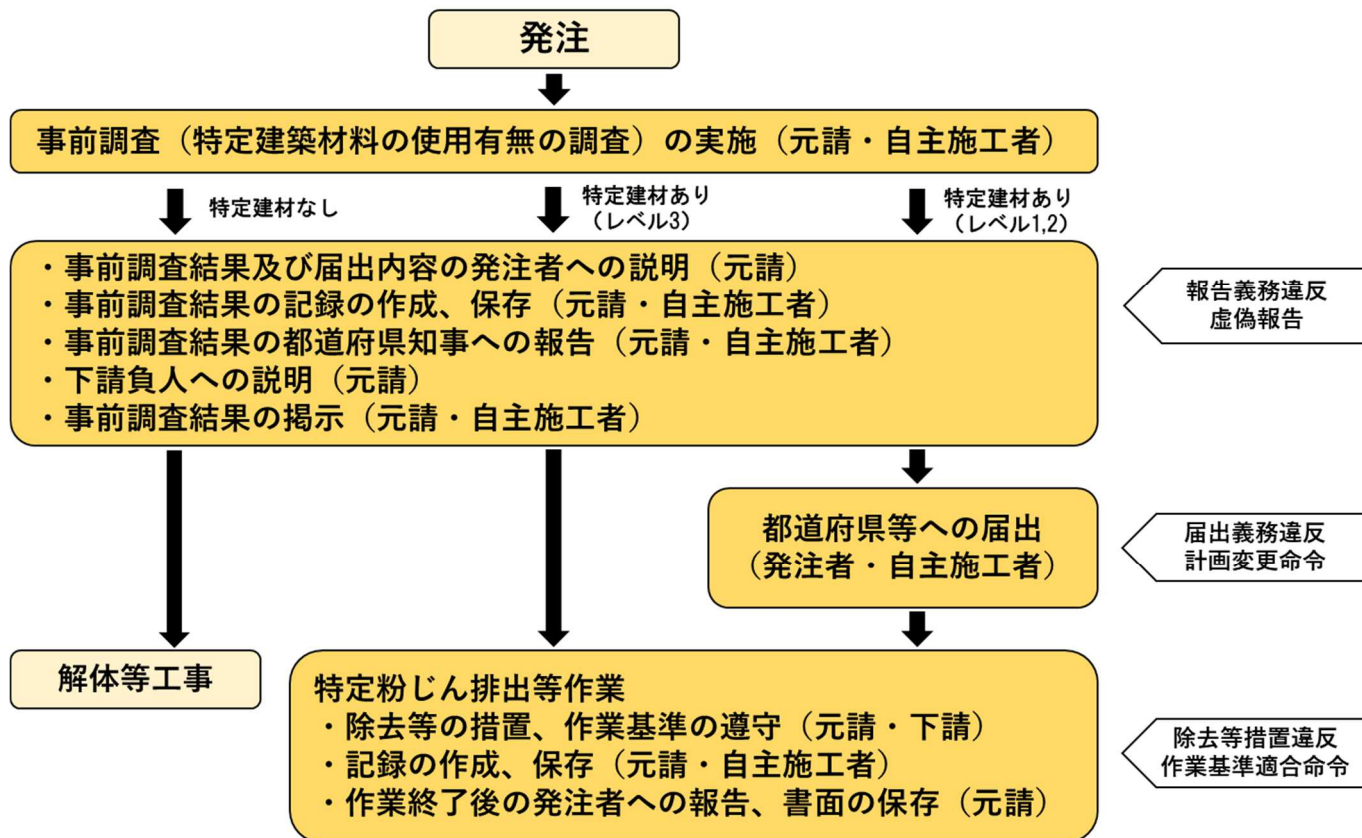 発注
事前調査（特定建築材料の使用有無の調査）の実施（元請・自主施工者）
特定建材なし
特定建材あり
（レベル3）
特定建材あり
（レベル1,2）
・事前調査結果及び届出内容の発注者への説明（元請）
・事前調査結果の記録の作成、保存（元請・自主施工者）
・事前調査結果の都道府県知事への報告（元請・自主施工者）
・下請負人への説明（元請）
・事前調査結果の掲示（元請・自主施工者）
報告義務違反
虚偽報告
都道府県等への届出
（発注者・自主施工者）
届出義務違反
計画変更命令
解体等工事
特定粉じん排出等作業
・除去等の措置、作業基準の遵守（元請・下請）
・記録の作成、保存（元請・自主施工者）
・作業終了後の発注者への報告、書面の保存（元請）
除去等措置違反
作業基準適合命令